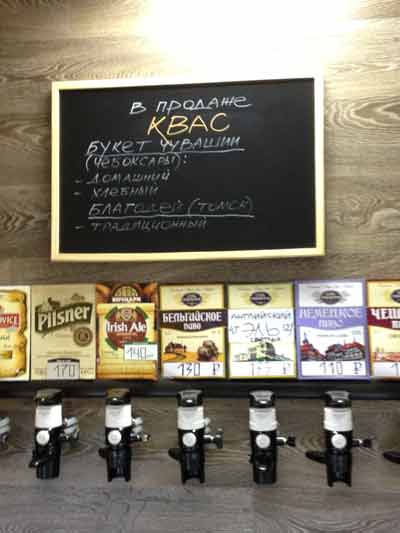 В ПРОДАЖЕ
КВАС
БУКЕТ ЧУВАШИИ
(ЧЕБОКСАРЫ):
- ДОМАШНИЙ
- ХЛЕБНЫЙ
БЛАГОДЕЙ (ТОМСК)
- ТРАДИЦИОННЫЙ
Pilsner
170
Irish Ale
140
БЕЛЬГИЙСКОЕ
ПИВО
130 ₽
АНГЛИЙСКИЙ
СВЕТЛЫЙ
НЕМЕЦКОЕ
ПИВО
110 ₽